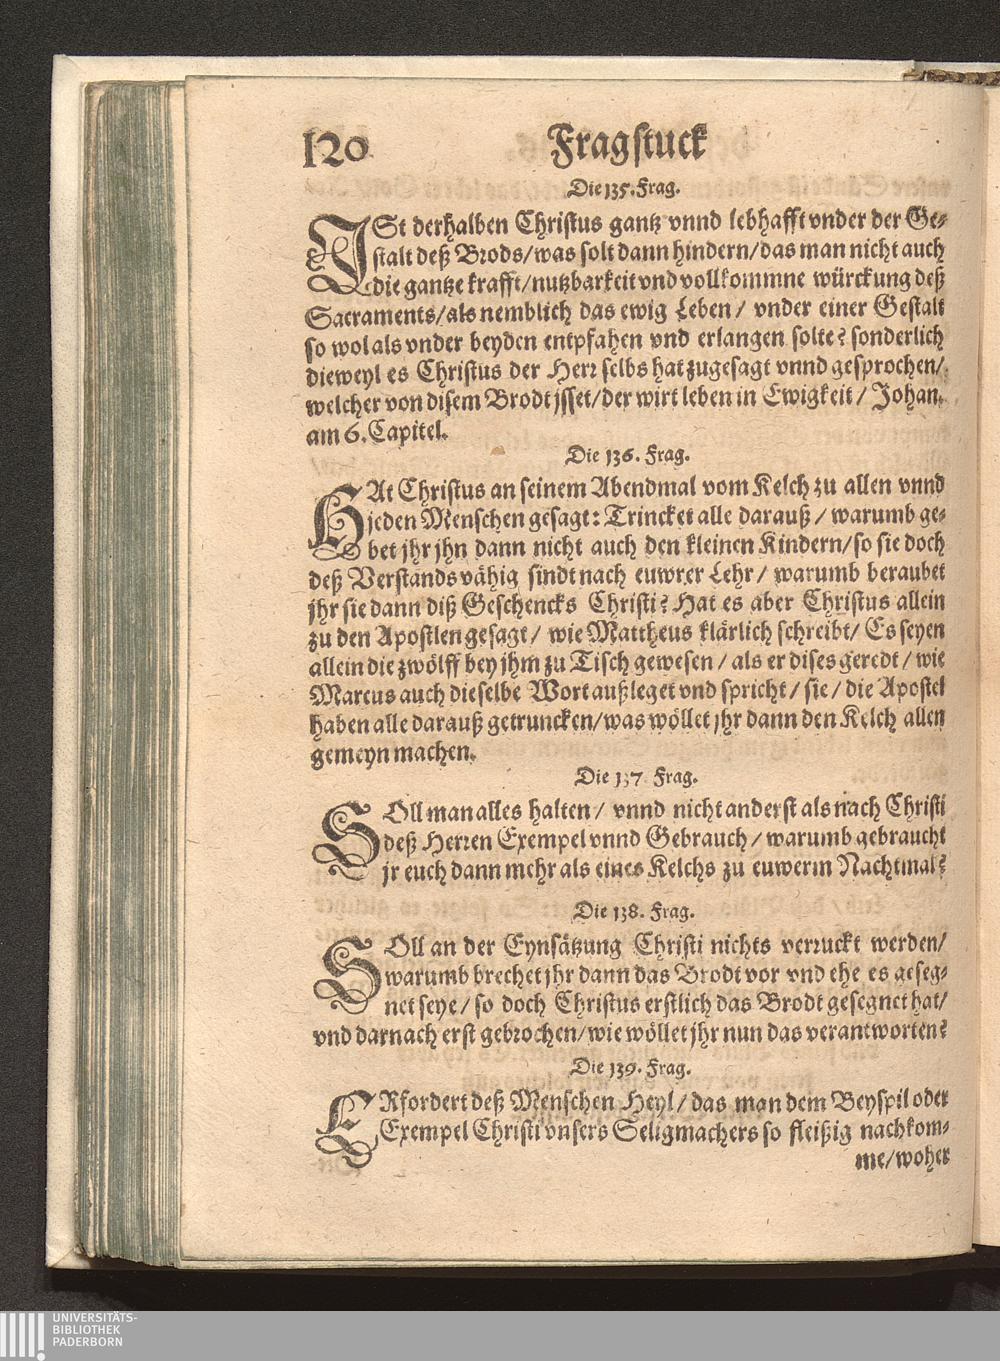 120 Fragstuck
Die 135. Frag.
ISt derhalben Christus gantz vnnd lebhafft vnder der Ge-
stalt deß Brods/was solt dann hindern/das man nicht auch
die gantze krafft/nutzbarkeit vnd vollkommne würckung deß
Sacraments/als nemblich das ewig Leben/ vnder einer Gestalt
so wol als vnder beyden entpfahen vnd erlangen solte? sonderlich
dieweyl es Christus der Herr selbs hat zugesagt vnnd gesprochen/
welcher von disem Brodt jsset/der wirt leben in Ewigkeit/ Johan.
am 6. Capitel.
Die 136. Frag.
HAt Christus an seinem Abendmal vom Kelch zu allen vnnd
jeden Menschen gesagt: Trincket alle darauß/ warumb ge-
bet jhr jhn dann nicht auch den kleinen Kindern/so sie doch
deß Verstands vähig sindt nach euwrer Lehr/ warumb beraubet
jhr sie dann diß Geschencks Christi? Hat es aber Christus allein
zu den Apostlen gesagt/ wie Mattheus klärlich schreibt/ Es seyen
allein die zwölff bey jhm zu Tisch gewesen/ als er dises geredt/ wie
Marcus auch dieselbe Wort außleget vnd spricht/ sie/ die Apostel
haben alle darauß getruncken/was wöllet jhr dann den Kelch allen
gemeyn machen.
Die 137 Frag.
SOll man alles halten/ vnnd nicht anderst als nach Christi
deß Herren Exempel vnnd Gebrauch/ warumb gebraucht
jr euch dann mehr als eines Kelchs zu euwerm Nachtmal?
Die 138. Frag.
SOll an der Eynsätzung Christi nichts verruckt werden/
warumb brechet jhr dann das Brodt vor vnd ehe es geseg-
net seye/ so doch Christus erstlich das Brodt gesegnet hat/
vnd darnach erst gebrochen/wie wöllet jhr nun das verantworten?
Die 139. Frag.
ERfordert deß Menschen Heyl/ das man dem Beyspil oder
Exempel Christi vnsers Seligmachers so fleißig nachkom-
me/woher
UNIVERSITÄTS-
BIBLIOTHEK
PADERBORN